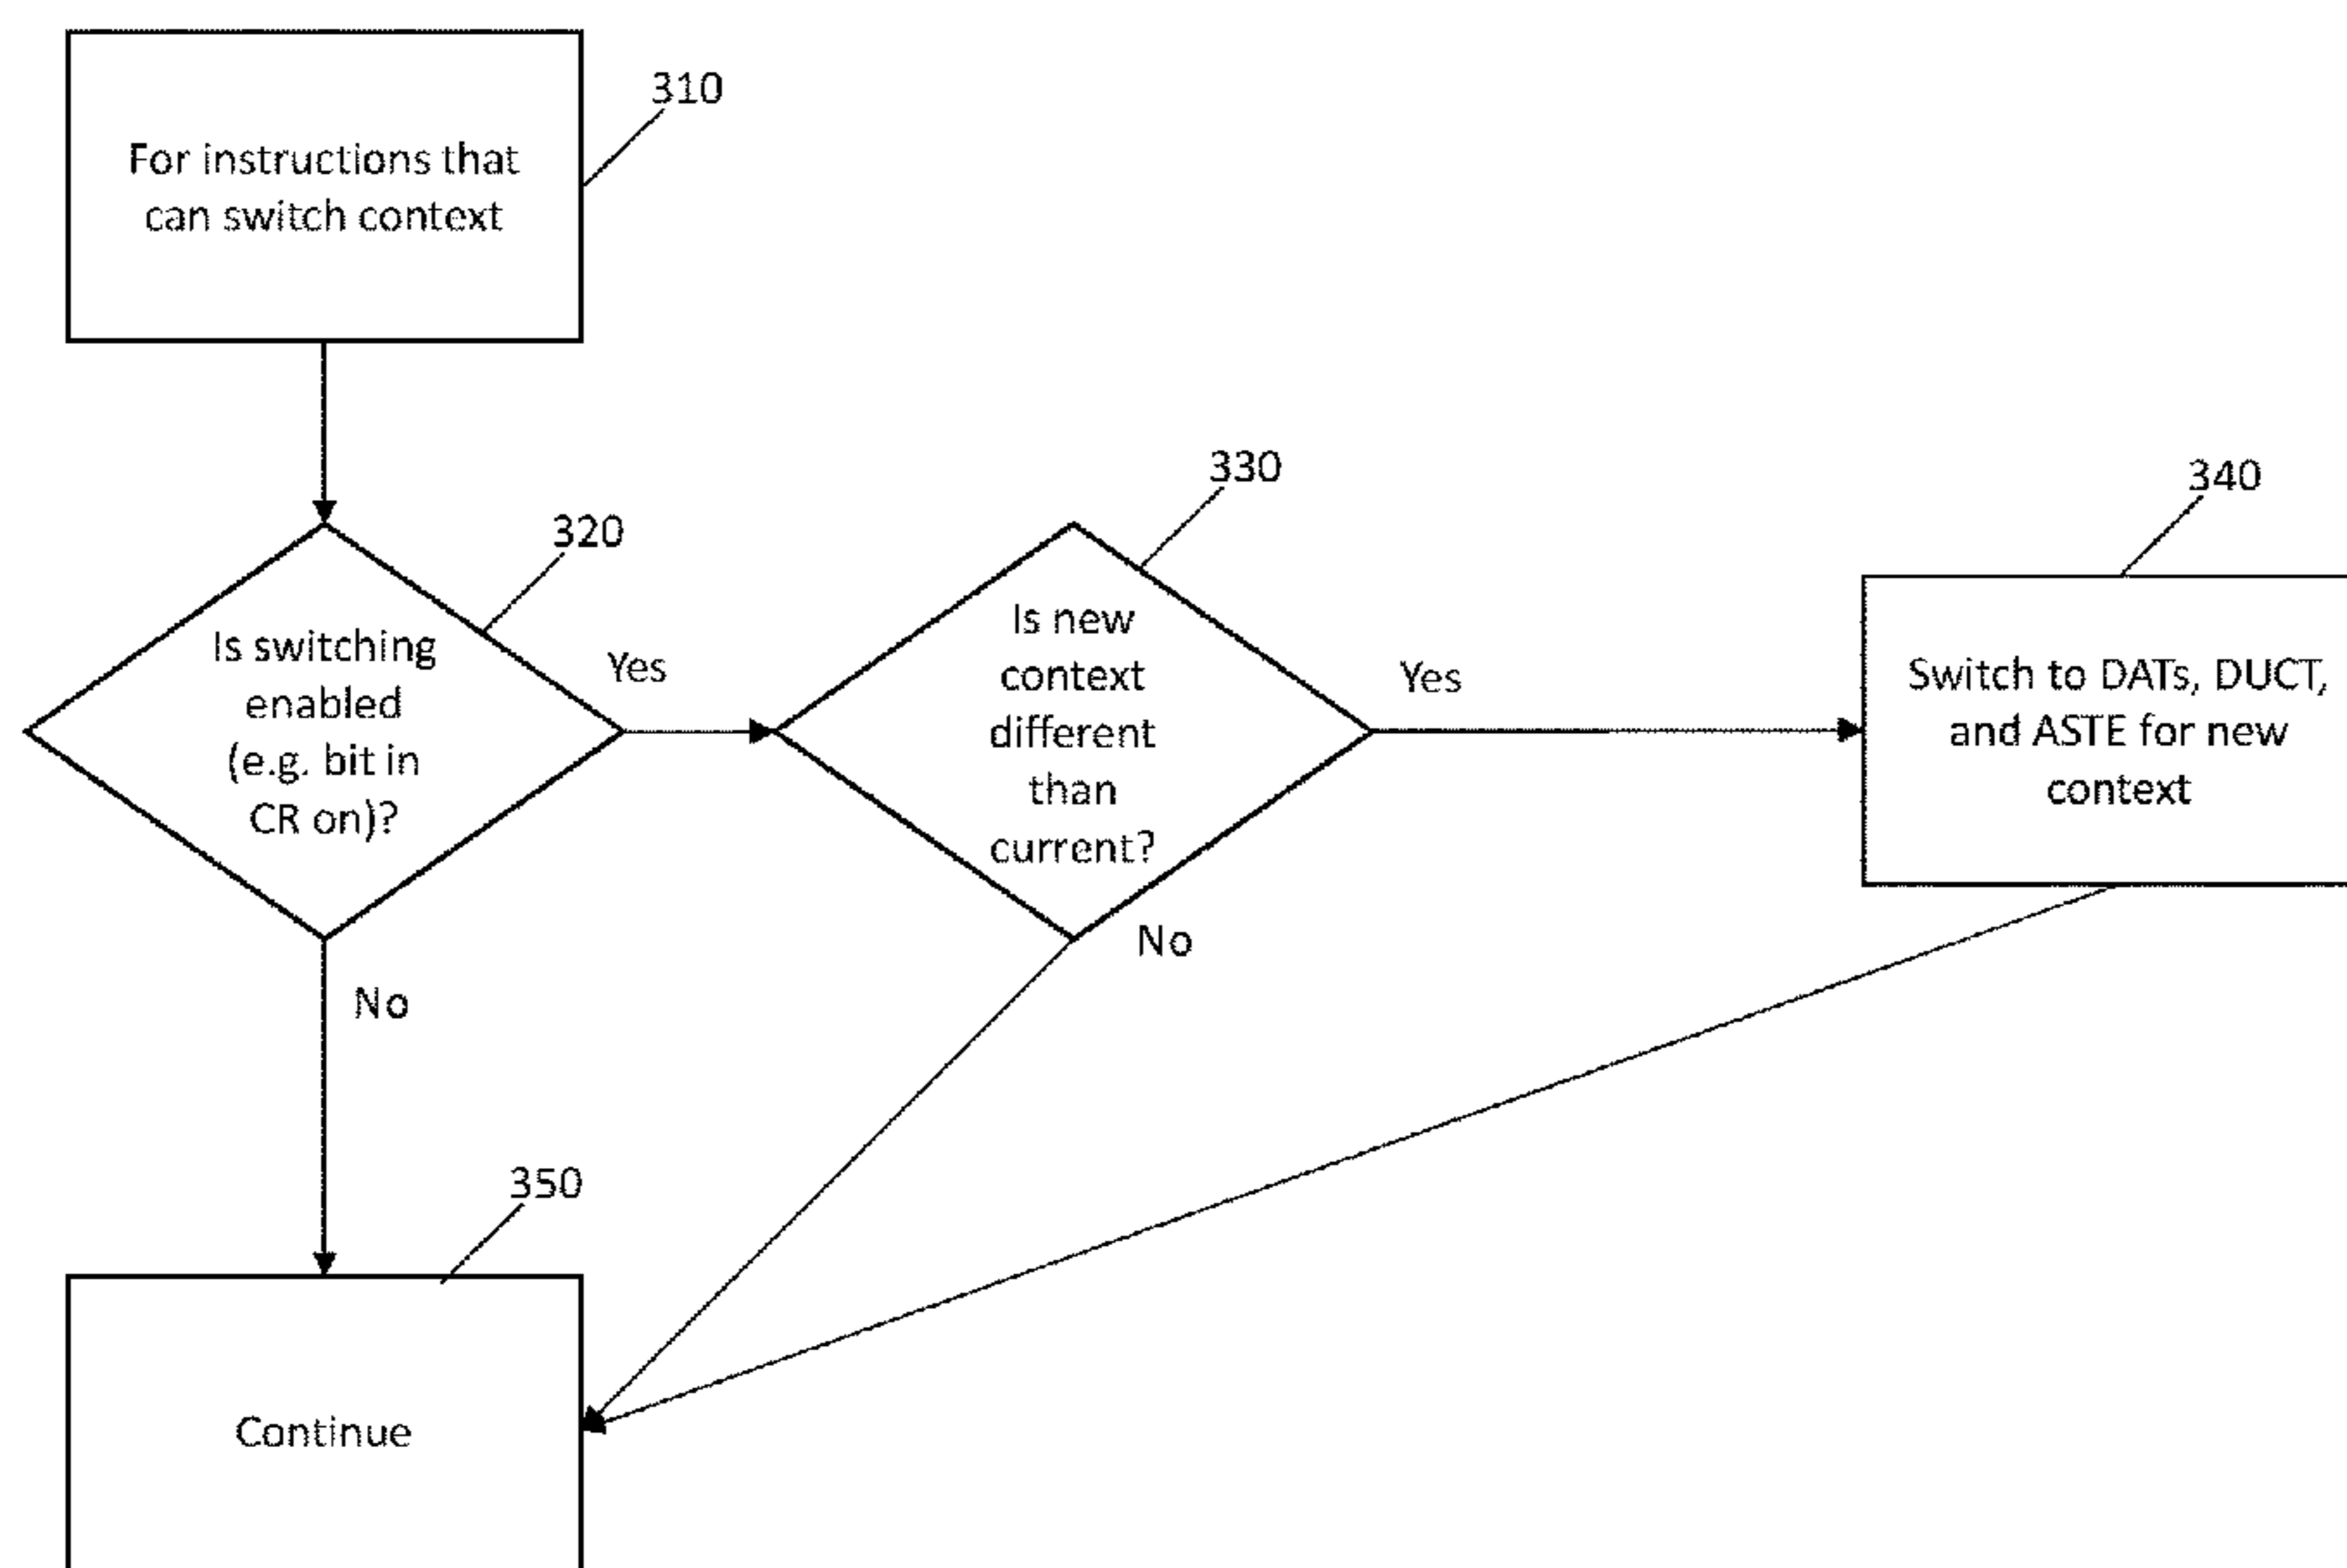 310
For instructions that
can switch context
320
Is switching
enabled
(e.g. bit in
CR on)?
Yes
No
330
Is new
context
different
than
current?
Yes
No
340
Switch to DATs, DUCT,
and ASTE for new
context
350
Continue